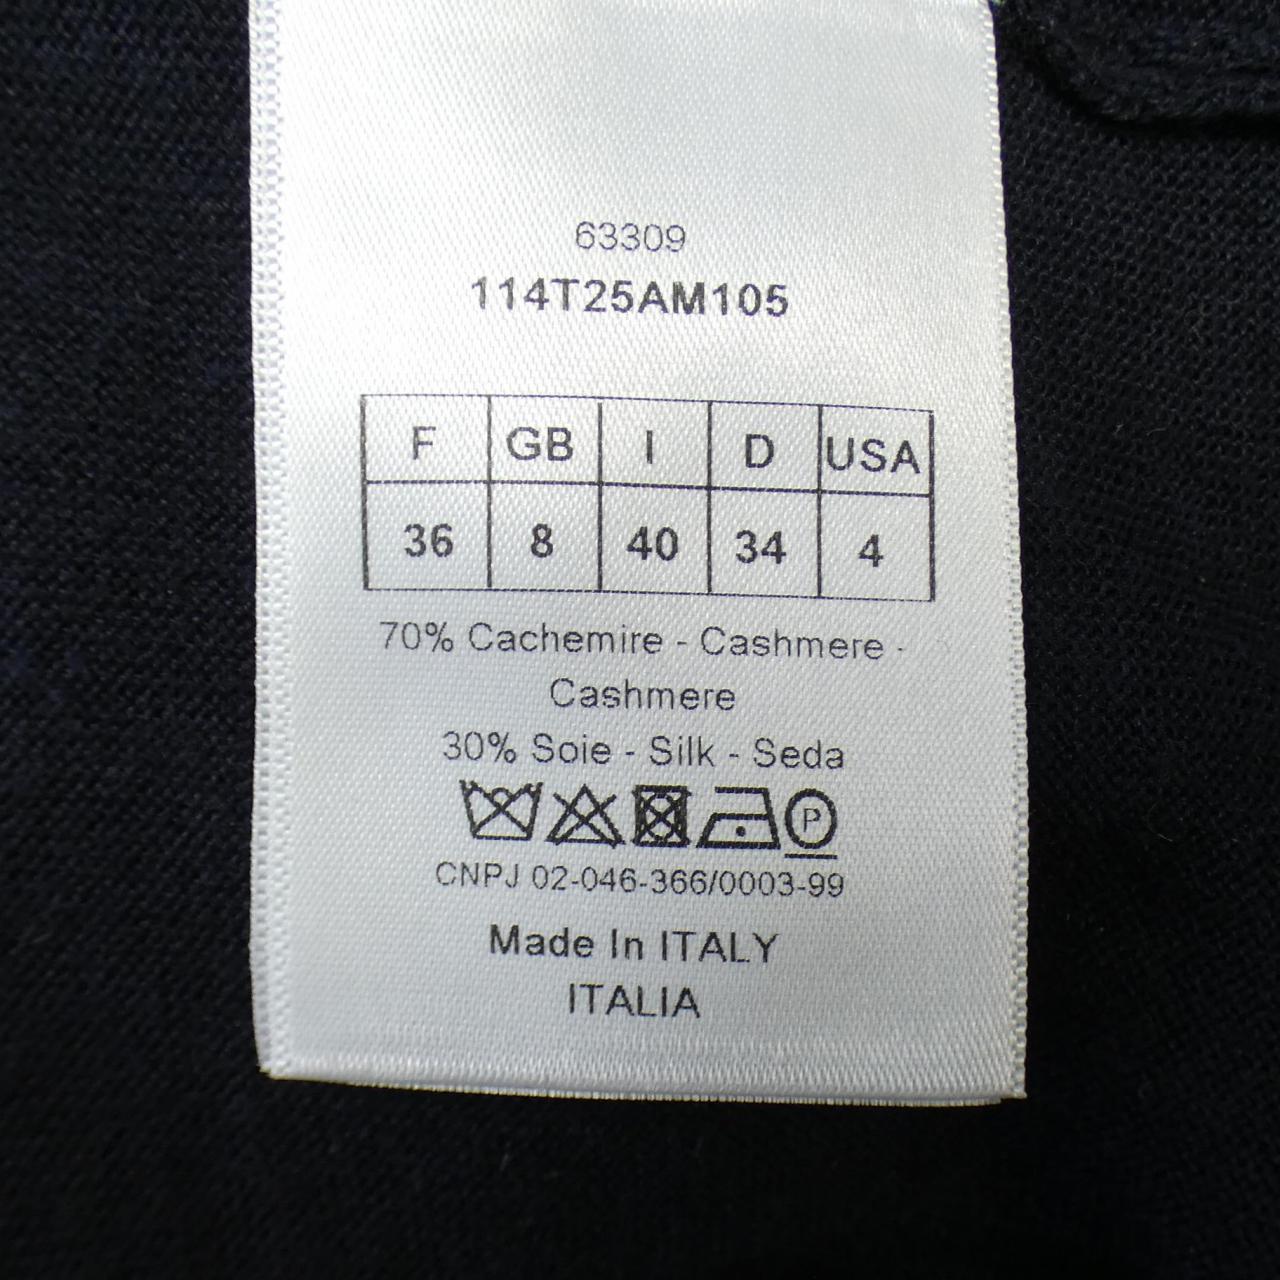 63309
114T25AM105
F GB I D USA
36 8 40 34 4
70% Cachemire - Cashmere -
Cashmere
30% Soie - Silk - Seda
P
CNPJ 02-046-366/0003-99
Made In ITALY
ITALIA